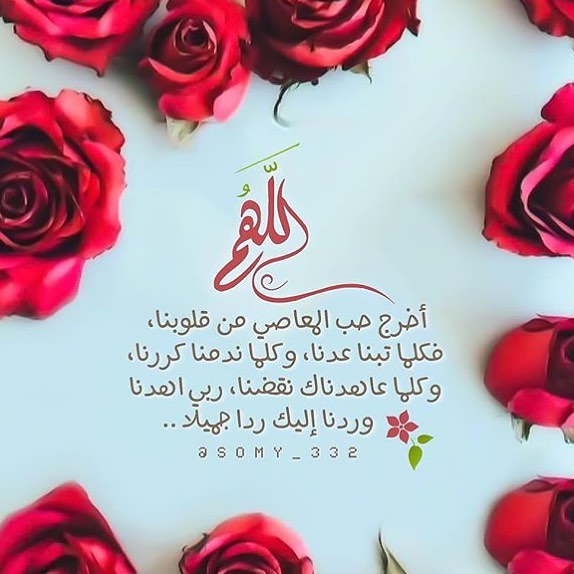 اللَّهُم
أخرج حب المعاصي من قلوبنا،
فكلما تبنا عدنا، وكلما ندمنا كررنا،
وكلما عاهدناك نقضنا، ربي اهدنا
وردنا إليك ردا جميلا ..
@SOMY_332